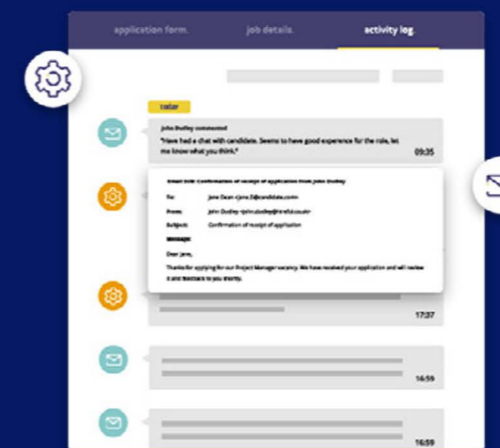 application form.
job details.
activity log.
today
John Dudley commented
"Have had a chat with candidate. Seems to have good experience for the role, let
me know what you think."
09:35
Email sent: Confirmation of receipt of application from John Dudley
To: Jane Dean
From: John Dudley
Subject: Confirmation of receipt of application
Message:
Dear Jane,
Thanks for applying for our Project Manager vacancy. We have received your application and will review
it and feedback to you shortly.
17:37
16:59
16:59